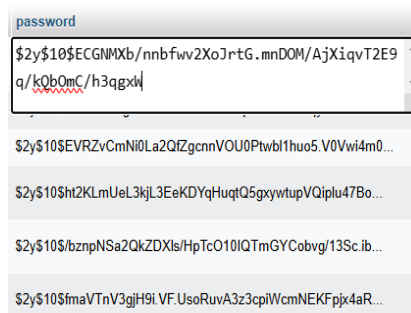 password
$2y$10$ECGNMXb/nnbfwv2XoJrtG.mnDOM/AjXiqvT2E9
q/kQbOmC/h3qgxW
$2y$10$EVRZvCmNi0La2QfZgcnnVOU0Ptwbl1huo5.V0Vwi4m0...
$2y$10$ht2KLmUeL3kjL3EeKDYqHuqtQ5gxywtupVQiplu47Bo...
$2y$10$/bznpNSa2QkZDXls/HpTcO10IQTmGYCobvg/13Sc.ib...
$2y$10$fmaVTnV3gjH9i.VF.UsoRuvA3z3cpiWcmNEKFpjx4aR...